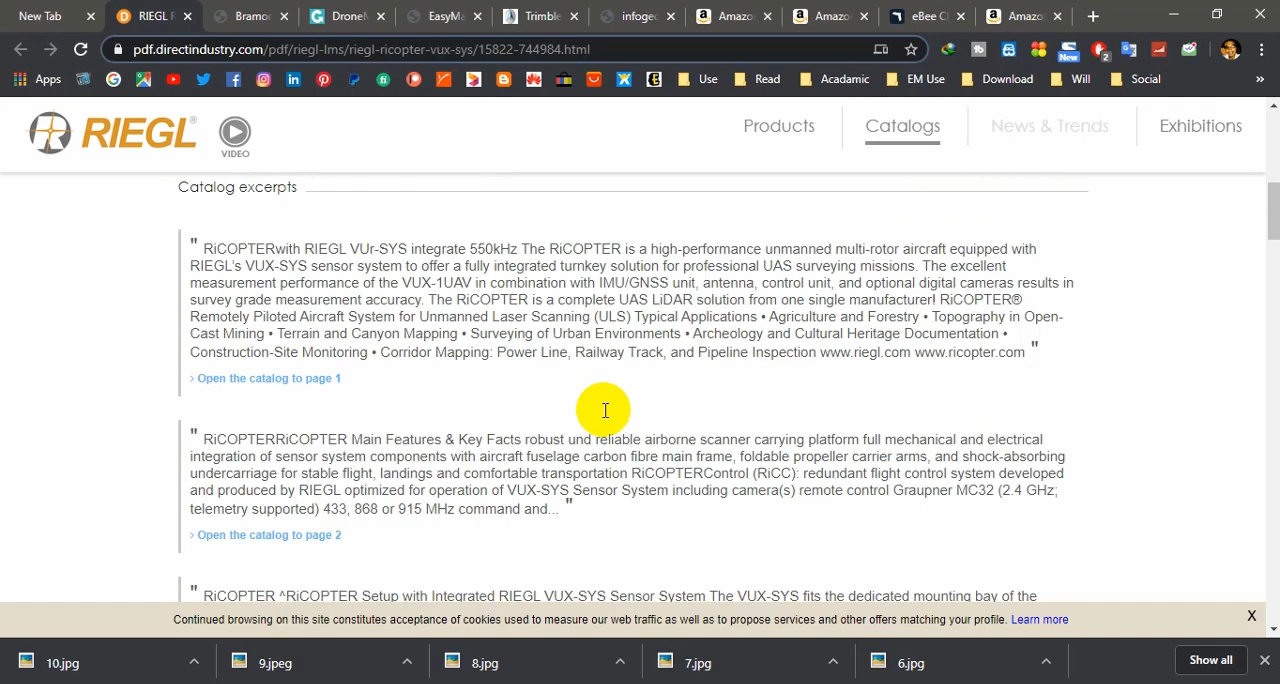 New Tab RIEGL R Bramor DroneM EasyMa Trimble infogeo Amazo Amazo eBee C Amazo
pdf.directindustry.com/pdf/riegl-lms/riegl-ricopter-vux-sys/15822-744984.html
New 2
Apps Use Read Acadamic EM Use Download Will Social »
RIEGL® VIDEO Products Catalogs News & Trends Exhibitions
Catalog excerpts
" RiCOPTERwith RIEGL VUr-SYS integrate 550kHz The RiCOPTER is a high-performance unmanned multi-rotor aircraft equipped with
RIEGL's VUX-SYS sensor system to offer a fully integrated turnkey solution for professional UAS surveying missions. The excellent
measurement performance of the VUX-1UAV in combination with IMU/GNSS unit, antenna, control unit, and optional digital cameras results in
survey grade measurement accuracy. The RiCOPTER is a complete UAS LiDAR solution from one single manufacturer! RiCOPTER®
Remotely Piloted Aircraft System for Unmanned Laser Scanning (ULS) Typical Applications • Agriculture and Forestry • Topography in Open-
Cast Mining • Terrain and Canyon Mapping • Surveying of Urban Environments • Archeology and Cultural Heritage Documentation •
Construction-Site Monitoring • Corridor Mapping: Power Line, Railway Track, and Pipeline Inspection www.riegl.com www.ricopter.com "
› Open the catalog to page 1
" RiCOPTERRiCOPTER Main Features & Key Facts robust und reliable airborne scanner carrying platform full mechanical and electrical
integration of sensor system components with aircraft fuselage carbon fibre main frame, foldable propeller carrier arms, and shock-absorbing
undercarriage for stable flight, landings and comfortable transportation RiCOPTERControl (RiCC): redundant flight control system developed
and produced by RIEGL optimized for operation of VUX-SYS Sensor System including camera(s) remote control Graupner MC32 (2.4 GHz;
telemetry supported) 433, 868 or 915 MHz command and... "
› Open the catalog to page 2
" RiCOPTER ^RiCOPTER Setup with Integrated RIEGL VUX-SYS Sensor System The VUX-SYS fits the dedicated mounting bay of the
Continued browsing on this site constitutes acceptance of cookies used to measure our web traffic as well as to propose services and other offers matching your profile. Learn more X
10.jpg 9.jpeg 8.jpg 7.jpg 6.jpg Show all